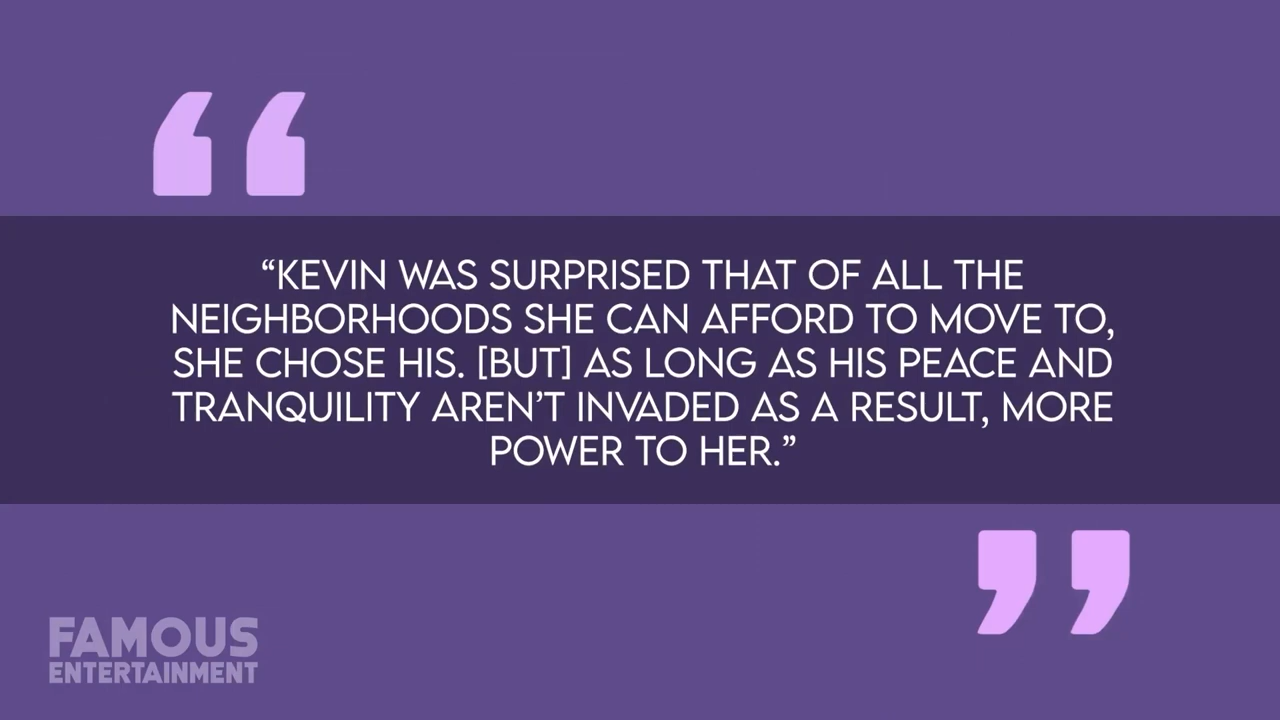 “KEVIN WAS SURPRISED THAT OF ALL THE
NEIGHBORHOODS SHE CAN AFFORD TO MOVE TO,
SHE CHOSE HIS. [BUT] AS LONG AS HIS PEACE AND
TRANQUILITY AREN’T INVADED AS A RESULT, MORE
POWER TO HER.”
FAMOUS
ENTERTAINMENT